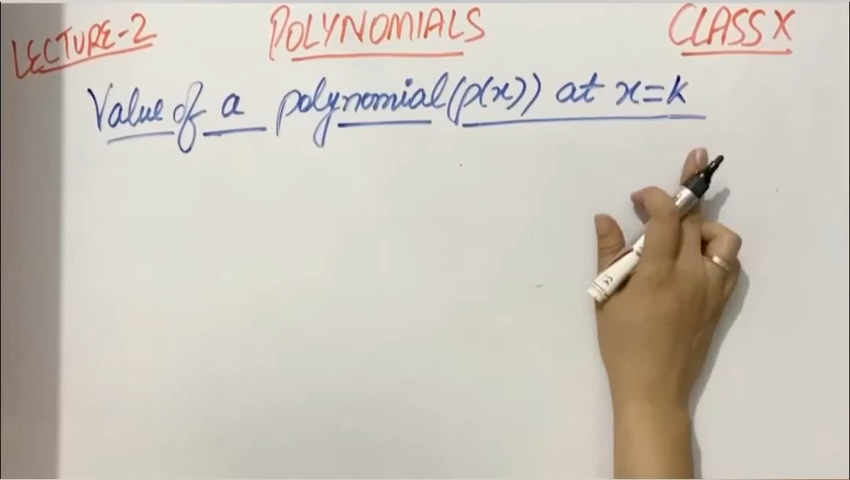 LECTURE-2 POLYNOMIALS CLASS X
Value of a polynomial (p(x)) at x=k